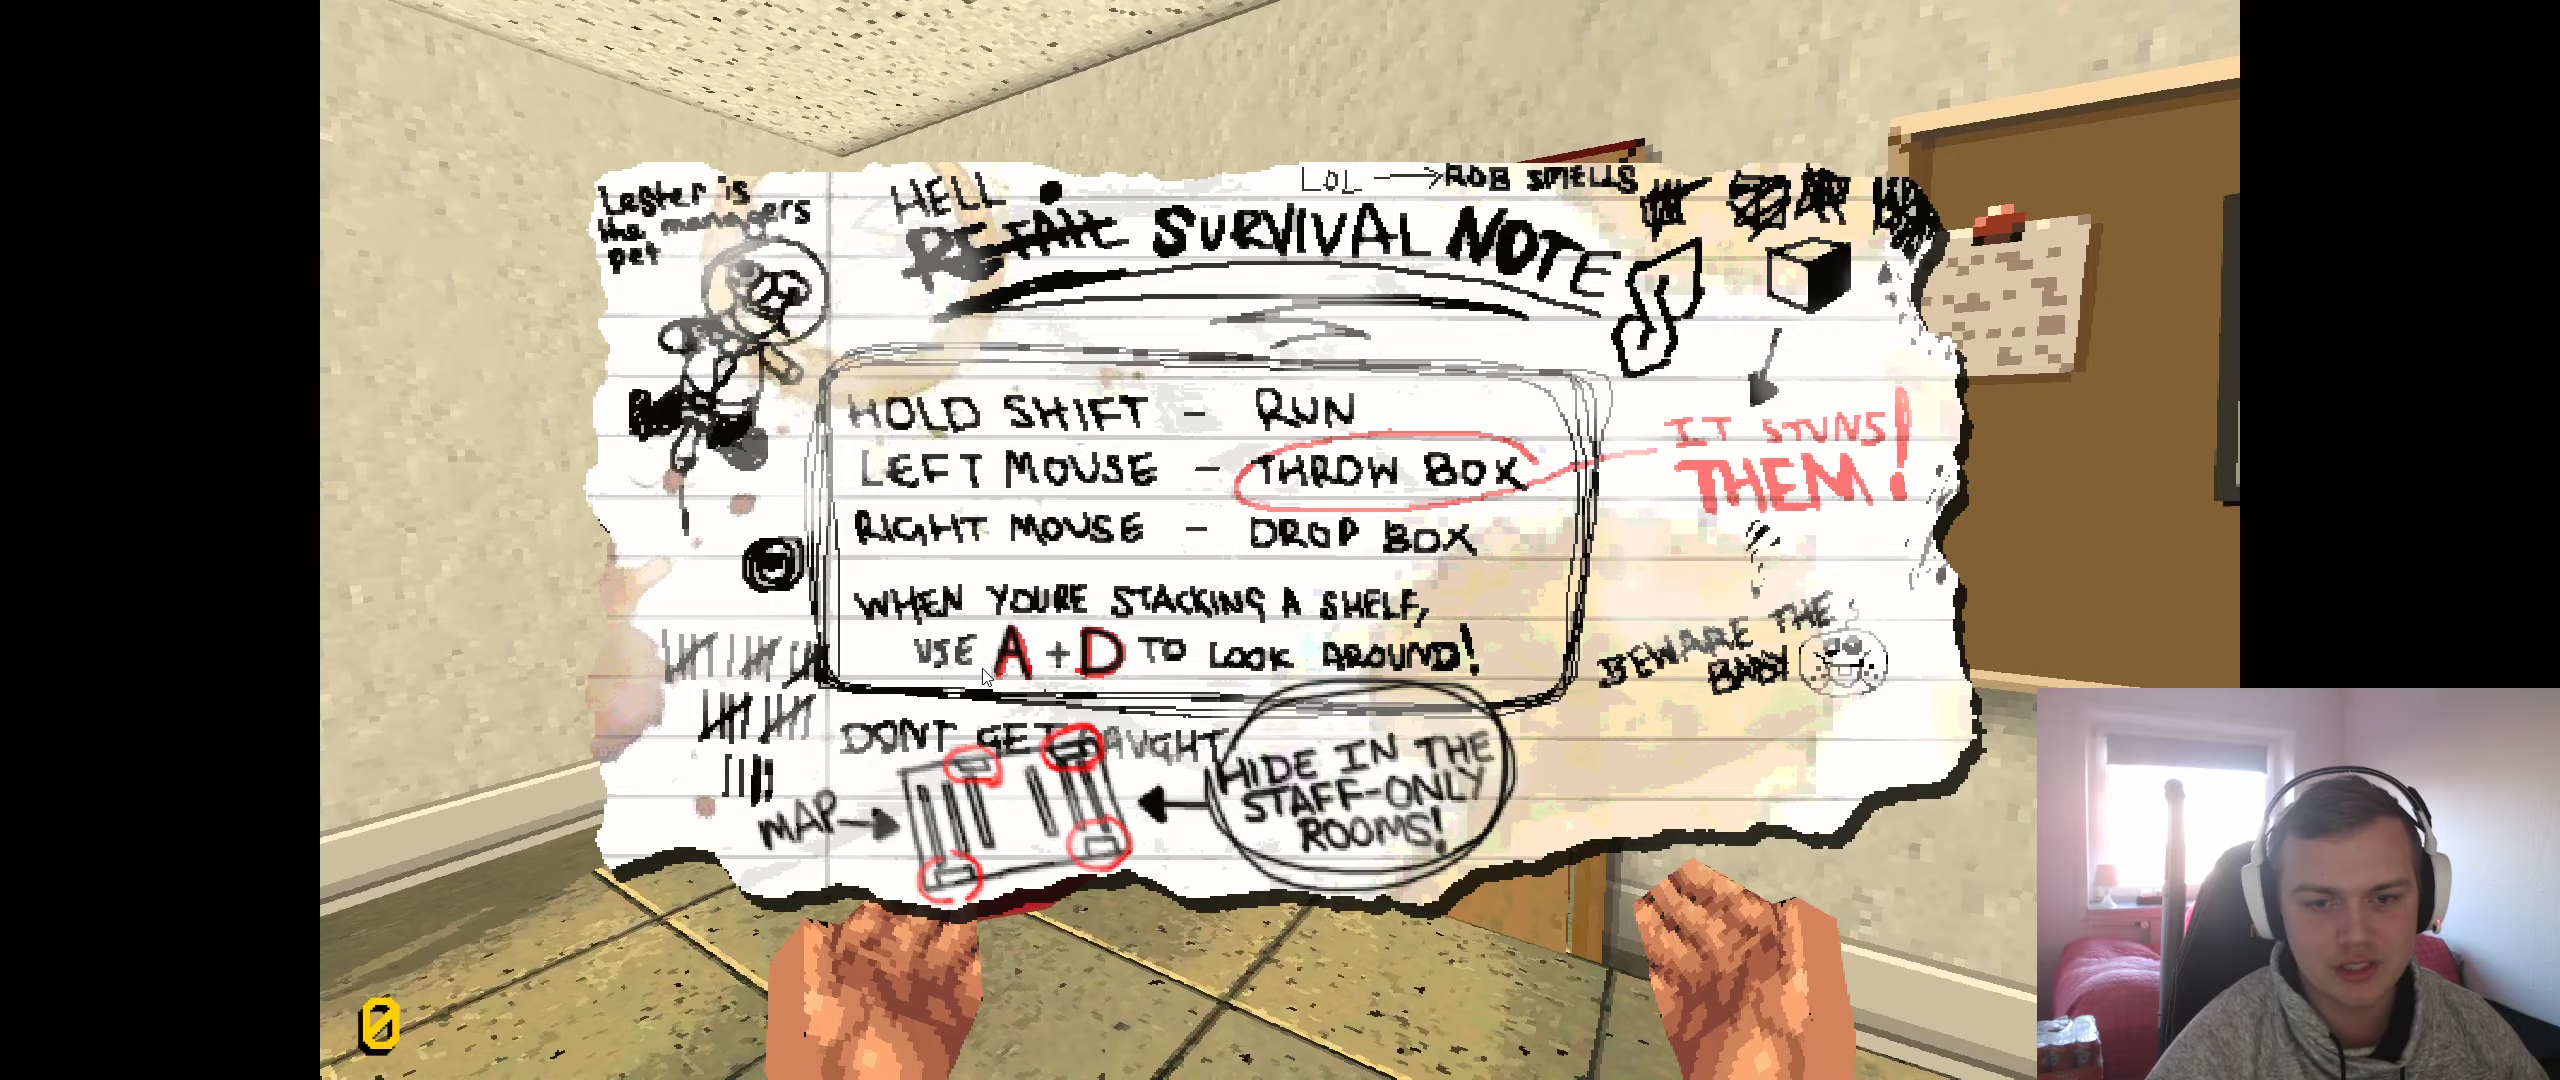 Lester is
the managers
pet
LOL → ROB SMELLS
HELL
RETAIL SURVIVAL NOTE
HOLD SHIFT - RUN
LEFT MOUSE - THROW BOX
RIGHT MOUSE - DROP BOX
IT STUNS!
THEM!
WHEN YOURE STACKING A SHELF,
USE A + D TO LOOK AROUND!
BEWARE THE
BABY
DONT GET CAUGHT
MAP →
HIDE IN THE
STAFF-ONLY
ROOMS!
0